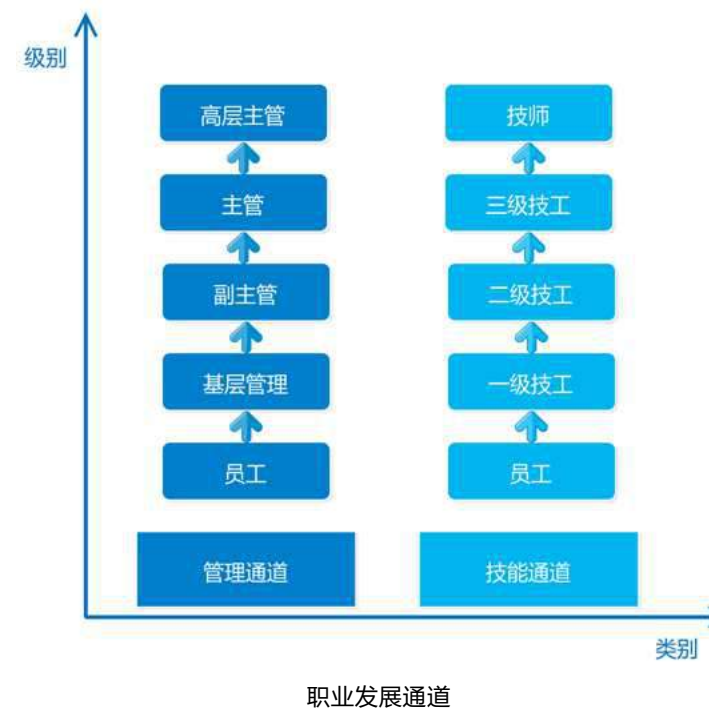 级别
高层主管
技师
主管
三级技工
副主管
二级技工
基层管理
一级技工
员工
员工
管理通道
技能通道
类别
职业发展通道